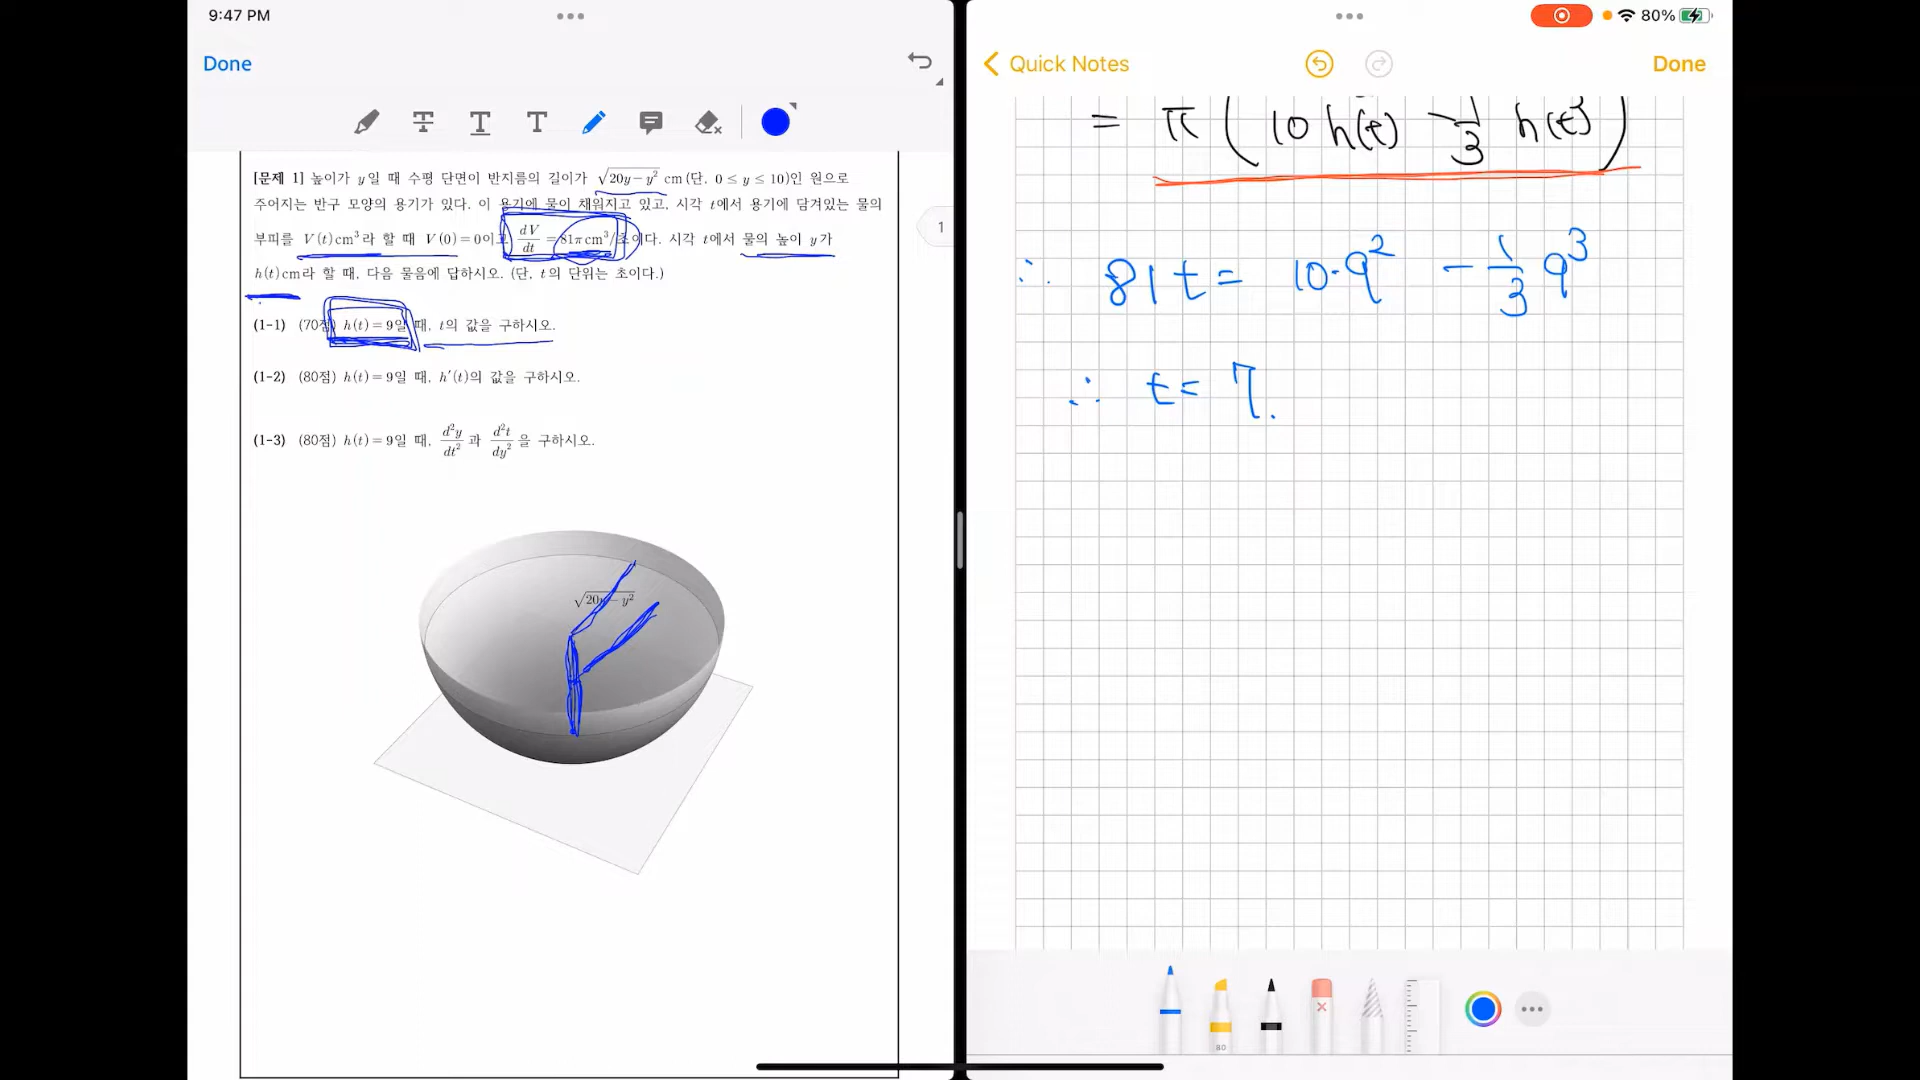 9:47 PM
Done
[문제 1] 높이가 y일 때 수평 단면이 반지름의 길이가 √20y−y² cm(단, 0 ≤ y ≤ 10)인 원으로
주어지는 반구 모양의 용기가 있다. 이 용기에 물이 채워지고 있고, 시각 t에서 용기에 담겨있는 물의
부피를 V(t)cm³라 할 때 V(0)=0이고 dV/dt = 81π cm³/초이다. 시각 t에서 물의 높이 y가
h(t)cm라 할 때, 다음 물음에 답하시오. (단, t의 단위는 초이다.)
(1-1) (70점) h(t)=9일 때, t의 값을 구하시오.
(1-2) (80점) h(t)=9일 때, h′(t)의 값을 구하시오.
(1-3) (80점) h(t)=9일 때, d²y/dt² 과 d²t/dy² 을 구하시오.
√20y−y²
1
80%
Quick Notes
Done
= π (10 h(t) − 1/3 h(t)³)
∴ 81t = 10·9² − 1/3 9³
∴ t = 7.
80